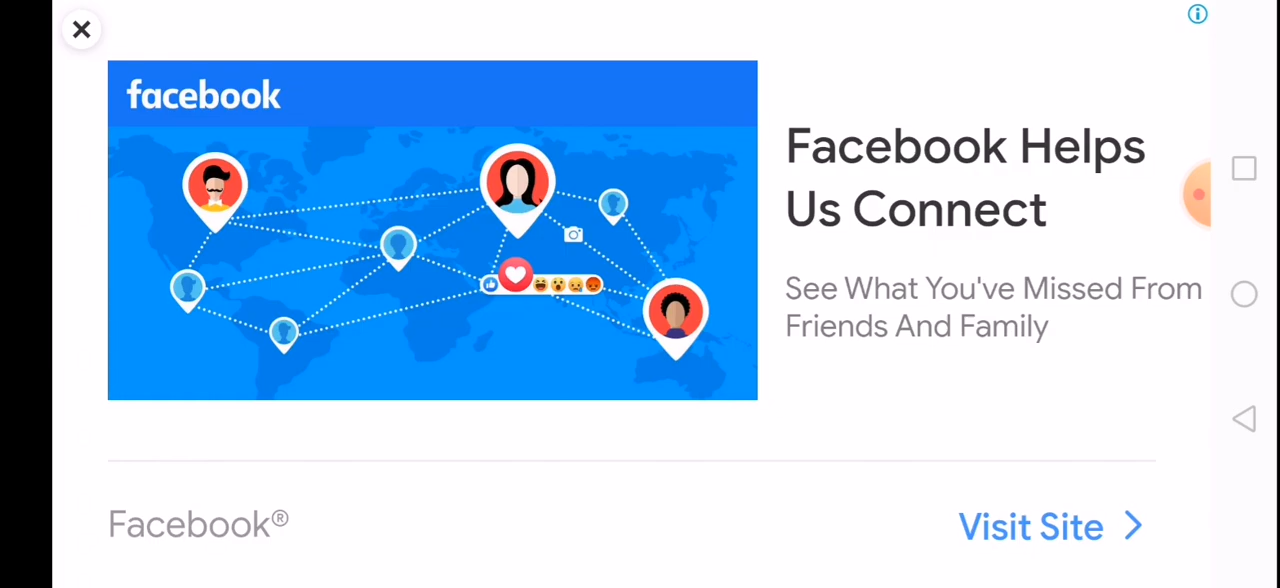 facebook
Facebook Helps
Us Connect
See What You've Missed From
Friends And Family
Facebook®
Visit Site